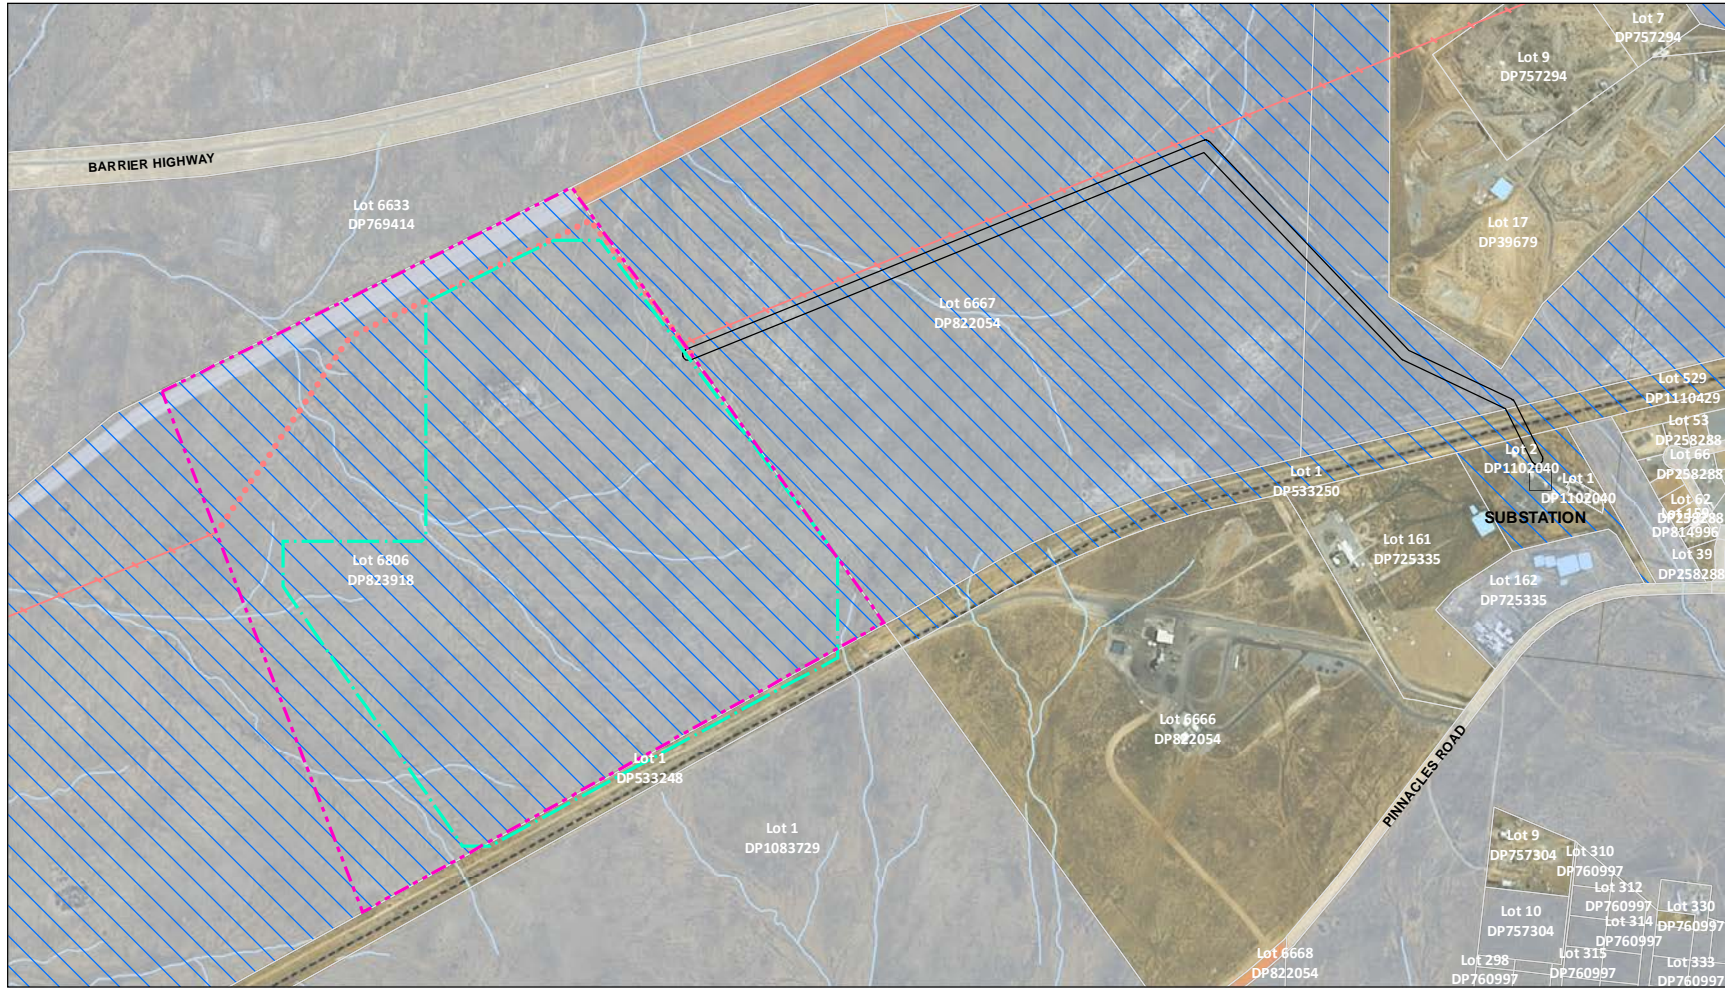 Lot 7
DP757294
Lot 9
DP757294
BARRIER HIGHWAY
Lot 6633
DP769414
Lot 17
DP39679
Lot 6667
DP822054
Lot 529
DP1110429
Lot 53
DP258288
Lot 2
DP1102040
Lot 66
DP258288
Lot 1
DP533250
Lot 1
DP1102040
Lot 62
DP258288
SUBSTATION
Lot 159
DP814996
Lot 161
DP725335
Lot 39
DP258288
Lot 6806
DP823918
Lot 162
DP725335
Lot 6666
DP822054
PINNACLES ROAD
Lot 1
DP533248
Lot 1
DP1083729
Lot 9
DP757304
Lot 310
DP760997
Lot 312
DP760997
Lot 330
DP760997
Lot 10
DP757304
Lot 314
DP760997
Lot 6668
DP822054
Lot 298
DP760997
Lot 315
DP760997
Lot 333
DP760997